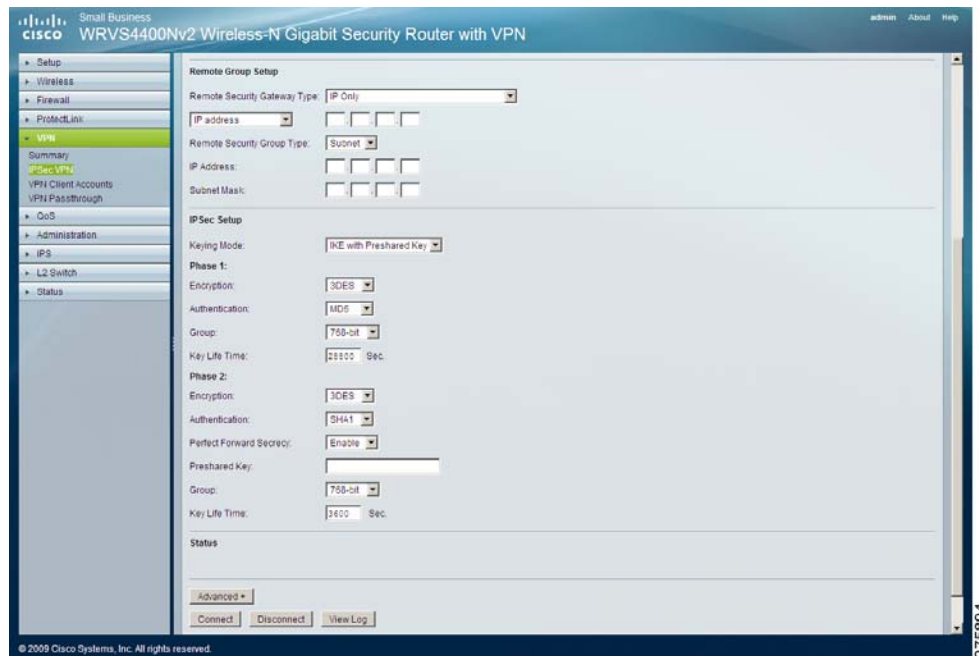 Small Business
cisco WRVS4400Nv2 Wireless-N Gigabit Security Router with VPN
admin About Help
Setup
Wireless
Firewall
ProtectLink
VPN
Summary
IPSec VPN
VPN Client Accounts
VPN Passthrough
QoS
Administration
IPS
L2 Switch
Status
Remote Group Setup
Remote Security Gateway Type: IP Only
IP address . . .
Remote Security Group Type: Subnet
IP Address: . . .
Subnet Mask: . . .
IPSec Setup
Keying Mode: IKE with Preshared Key
Phase 1:
Encryption: 3DES
Authentication: MD5
Group: 768-bit
Key Life Time: 28800 Sec.
Phase 2:
Encryption: 3DES
Authentication: SHA1
Perfect Forward Secrecy: Enable
Preshared Key:
Group: 768-bit
Key Life Time: 3600 Sec.
Status
Advanced +
Connect Disconnect View Log
© 2009 Cisco Systems, Inc. All rights reserved.